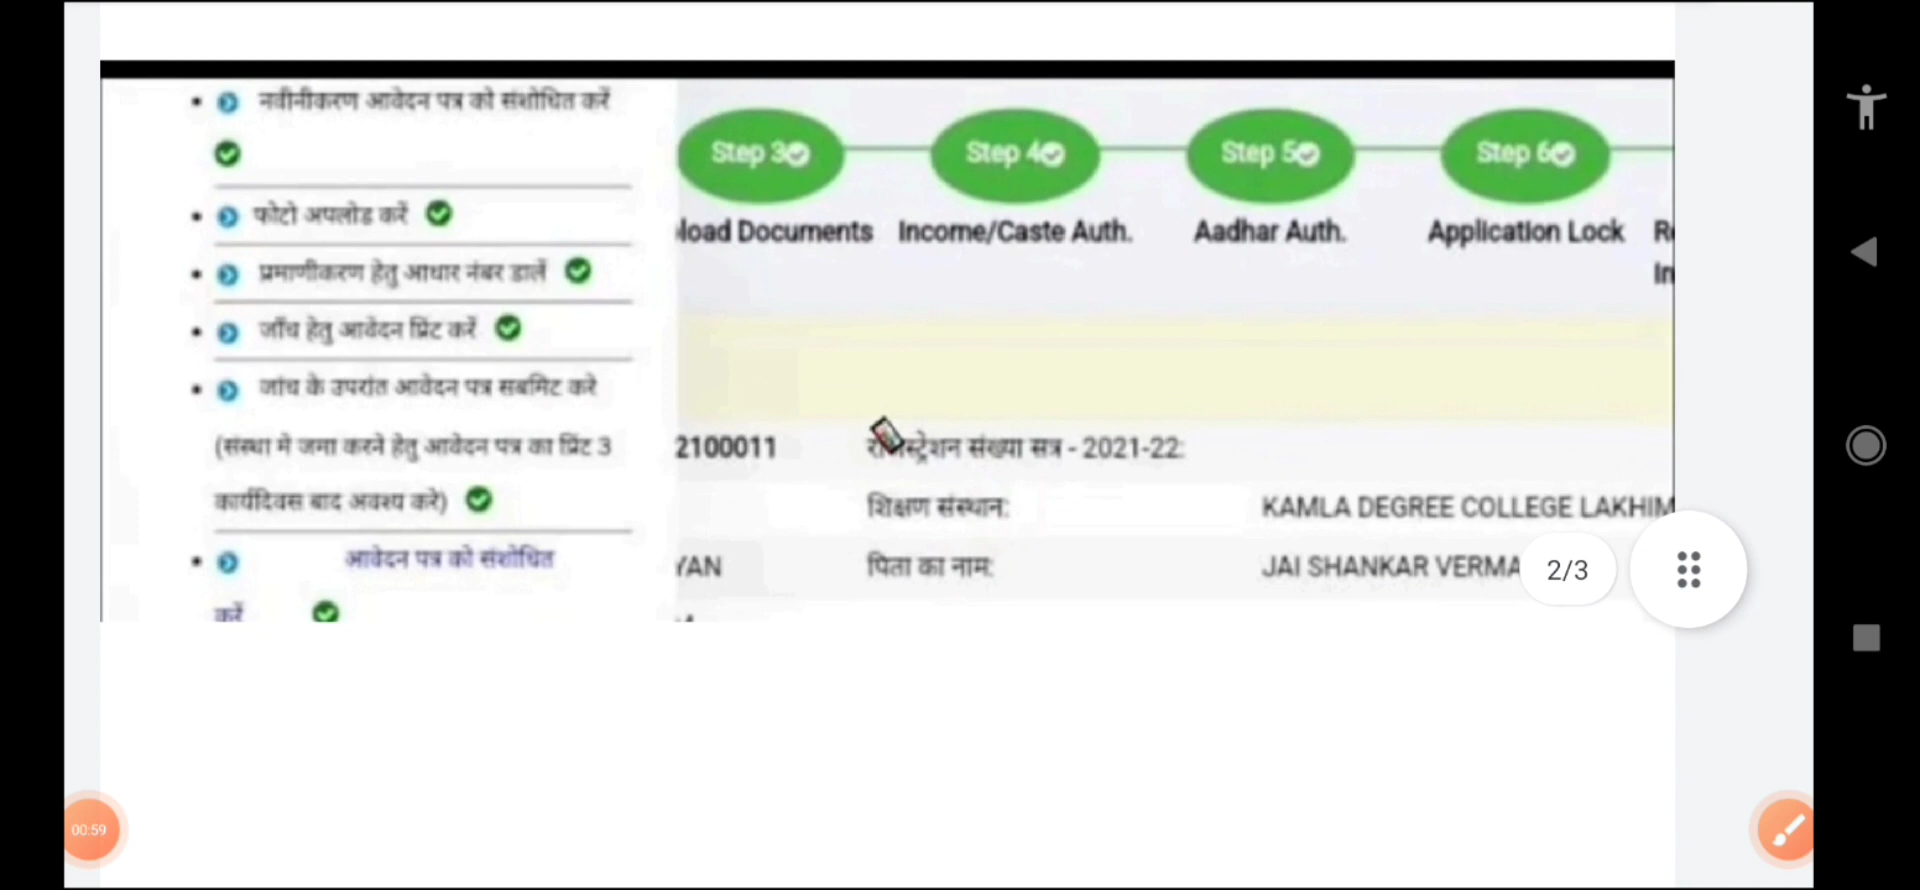 नवीनीकरण आवेदन पत्र को संशोधित करें
फोटो अपलोड करें
प्रमाणीकरण हेतु आधार नंबर डालें
जाँच हेतु आवेदन प्रिंट करें
जांच के उपरांत आवेदन पत्र सबमिट करे
(संस्था मे जमा करने हेतु आवेदन पत्र का प्रिंट 3
कार्यदिवस बाद अवश्य करे)
आवेदन पत्र को संशोधित
करें
Step 3 Step 4 Step 5 Step 6
load Documents Income/Caste Auth. Aadhar Auth. Application Lock Re
In
2100011 संख्या सत्र - 2021-22:
शिक्षण संस्थान: KAMLA DEGREE COLLEGE LAKHIM
YAN पिता का नाम: JAI SHANKAR VERMA
2/3
00:59